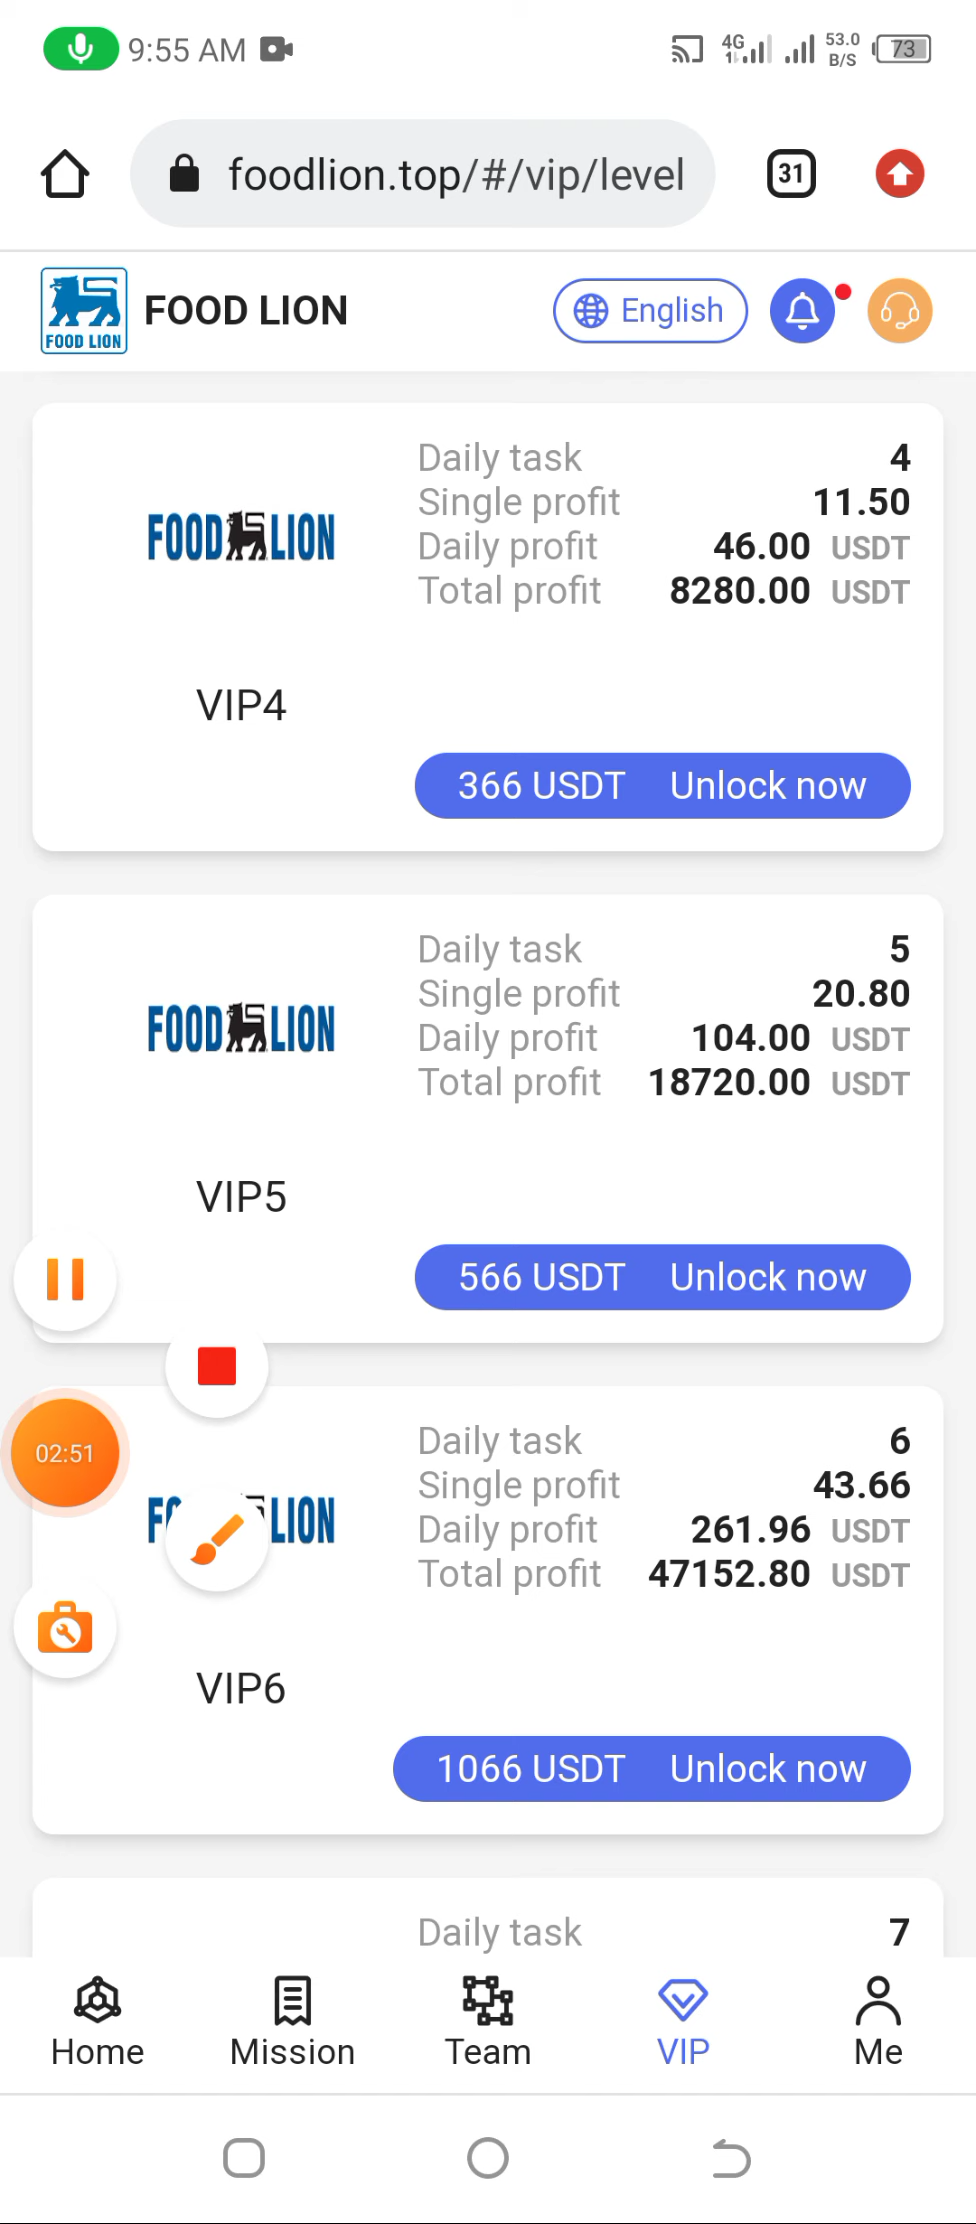 9:55 AM
4G
53.0
B/S
73
foodlion.top/#/vip/level
31
FOOD LION
FOOD LION
English
Daily task 4
Single profit 11.50
Daily profit 46.00 USDT
Total profit 8280.00 USDT
FOOD LION
VIP4
366 USDT Unlock now
Daily task 5
Single profit 20.80
Daily profit 104.00 USDT
Total profit 18720.00 USDT
FOOD LION
VIP5
566 USDT Unlock now
02:51
Daily task 6
Single profit 43.66
Daily profit 261.96 USDT
Total profit 47152.80 USDT
LION
VIP6
1066 USDT Unlock now
Daily task 7
Home
Mission
Team
VIP
Me